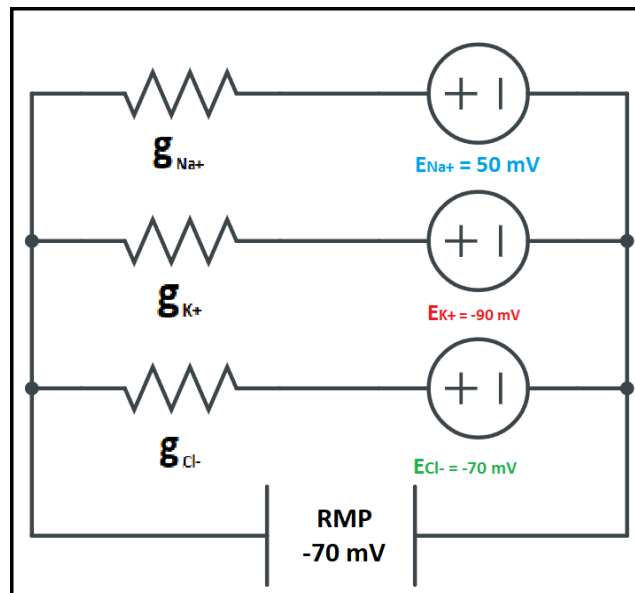 g Na+
ENa+ = 50 mV
g K+
EK+ = -90 mV
g Cl-
ECl- = -70 mV
RMP
-70 mV